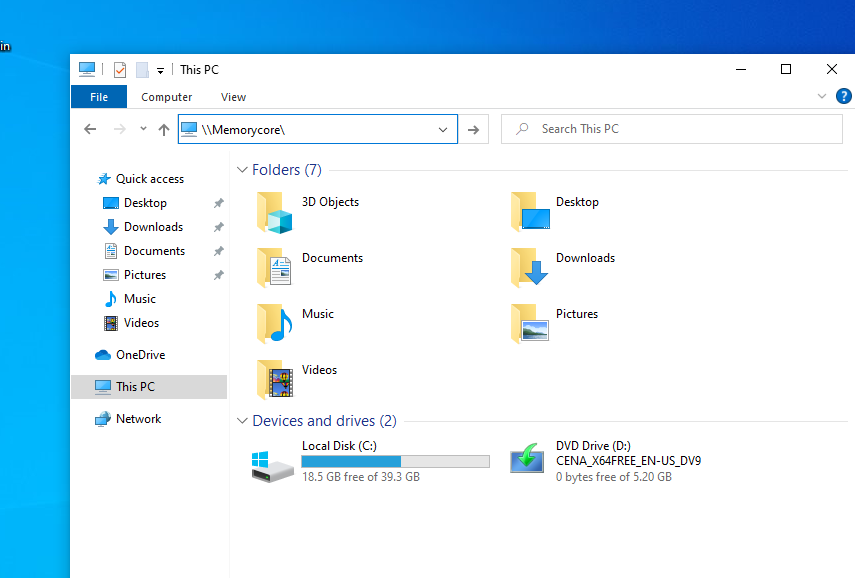 in
This PC
File Computer View
?
\\Memorycore\
Search This PC
Quick access
Desktop
Downloads
Documents
Pictures
Music
Videos
OneDrive
This PC
Network
Folders (7)
3D Objects
Desktop
Documents
Downloads
Music
Pictures
Videos
Devices and drives (2)
Local Disk (C:)
18.5 GB free of 39.3 GB
DVD Drive (D:)
CENA_X64FREE_EN-US_DV9
0 bytes free of 5.20 GB